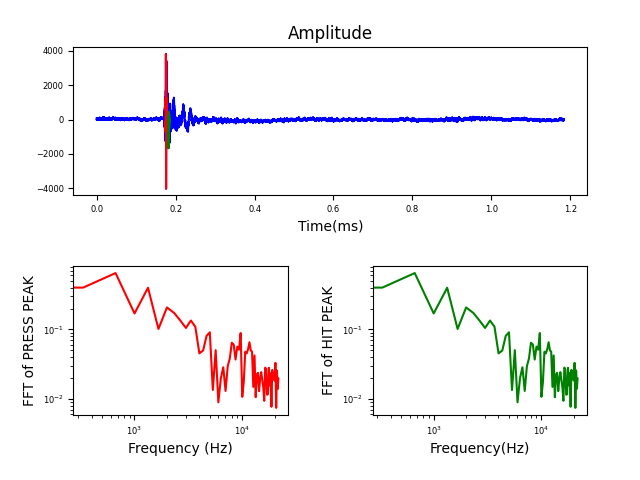 Amplitude
4000
2000
0
−2000
−4000
0.0 0.2 0.4 0.6 0.8 1.0 1.2
Time(ms)
FFT of PRESS PEAK
10⁻¹
10⁻²
10³ 10⁴
Frequency (Hz)
FFT of HIT PEAK
10⁻¹
10⁻²
10³ 10⁴
Frequency(Hz)